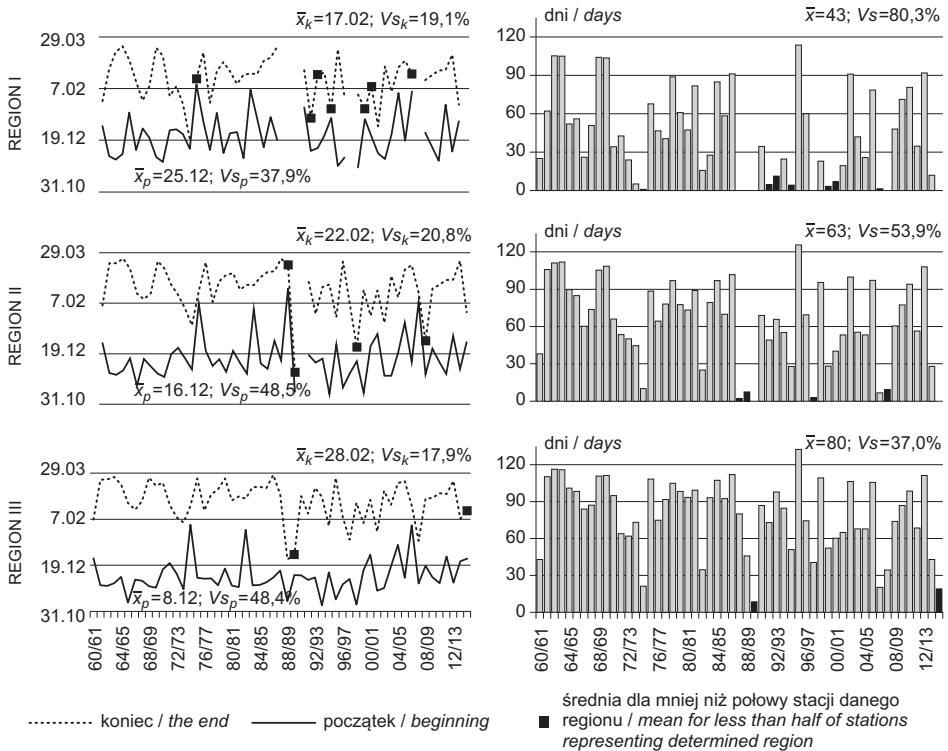 x̄k=17.02; Vsk=19,1%
29.03
7.02
19.12
31.10
REGION I
x̄p=25.12; Vsp=37,9%
dni / days
x̄=43; Vs=80,3%
120
90
60
30
0
x̄k=22.02; Vsk=20,8%
29.03
7.02
19.12
31.10
REGION II
x̄p=16.12; Vsp=48,5%
dni / days
x̄=63; Vs=53,9%
120
90
60
30
0
x̄k=28.02; Vsk=17,9%
29.03
7.02
19.12
31.10
REGION III
x̄p=8.12; Vsp=48,4%
dni / days
x̄=80; Vs=37,0%
120
90
60
30
0
60/61
64/65
68/69
72/73
76/77
80/81
84/85
88/89
92/93
96/97
00/01
04/05
08/09
12/13
60/61
64/65
68/69
72/73
76/77
80/81
84/85
88/89
92/93
96/97
00/01
04/05
08/09
12/13
koniec / the end
początek / beginning
średnia dla mniej niż połowy stacji danego
regionu / mean for less than half of stations
representing determined region